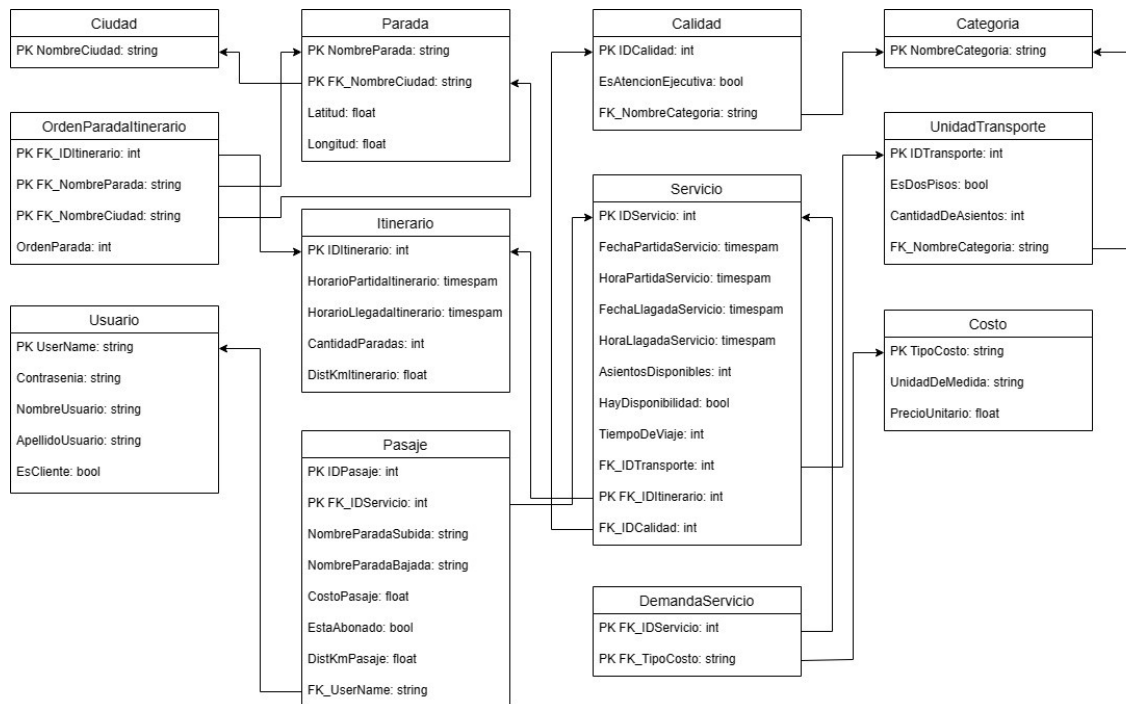 Ciudad
PK NombreCiudad: string
Parada
PK NombreParada: string
PK FK_NombreCiudad: string
Latitud: float
Longitud: float
Calidad
PK IDCalidad: int
EsAtencionEjecutiva: bool
FK_NombreCategoria: string
Categoria
PK NombreCategoria: string
OrdenParadaItinerario
PK FK_IDItinerario: int
PK FK_NombreParada: string
PK FK_NombreCiudad: string
OrdenParada: int
Itinerario
PK IDItinerario: int
HorarioPartidaItinerario: timespam
HorarioLlegadaItinerario: timespam
CantidadParadas: int
DistKmItinerario: float
Servicio
PK IDServicio: int
FechaPartidaServicio: timespam
HoraPartidaServicio: timespam
FechaLlagadaServicio: timespam
HoraLlagadaServicio: timespam
AsientosDisponibles: int
HayDisponibilidad: bool
TiempoDeViaje: int
FK_IDTransporte: int
PK FK_IDItinerario: int
FK_IDCalidad: int
UnidadTransporte
PK IDTransporte: int
EsDosPisos: bool
CantidadDeAsientos: int
FK_NombreCategoria: string
Usuario
PK UserName: string
Contrasenia: string
NombreUsuario: string
ApellidoUsuario: string
EsCliente: bool
Pasaje
PK IDPasaje: int
PK FK_IDServicio: int
NombreParadaSubida: string
NombreParadaBajada: string
CostoPasaje: float
EstaAbonado: bool
DistKmPasaje: float
FK_UserName: string
DemandaServicio
PK FK_IDServicio: int
PK FK_TipoCosto: string
Costo
PK TipoCosto: string
UnidadDeMedida: string
PrecioUnitario: float